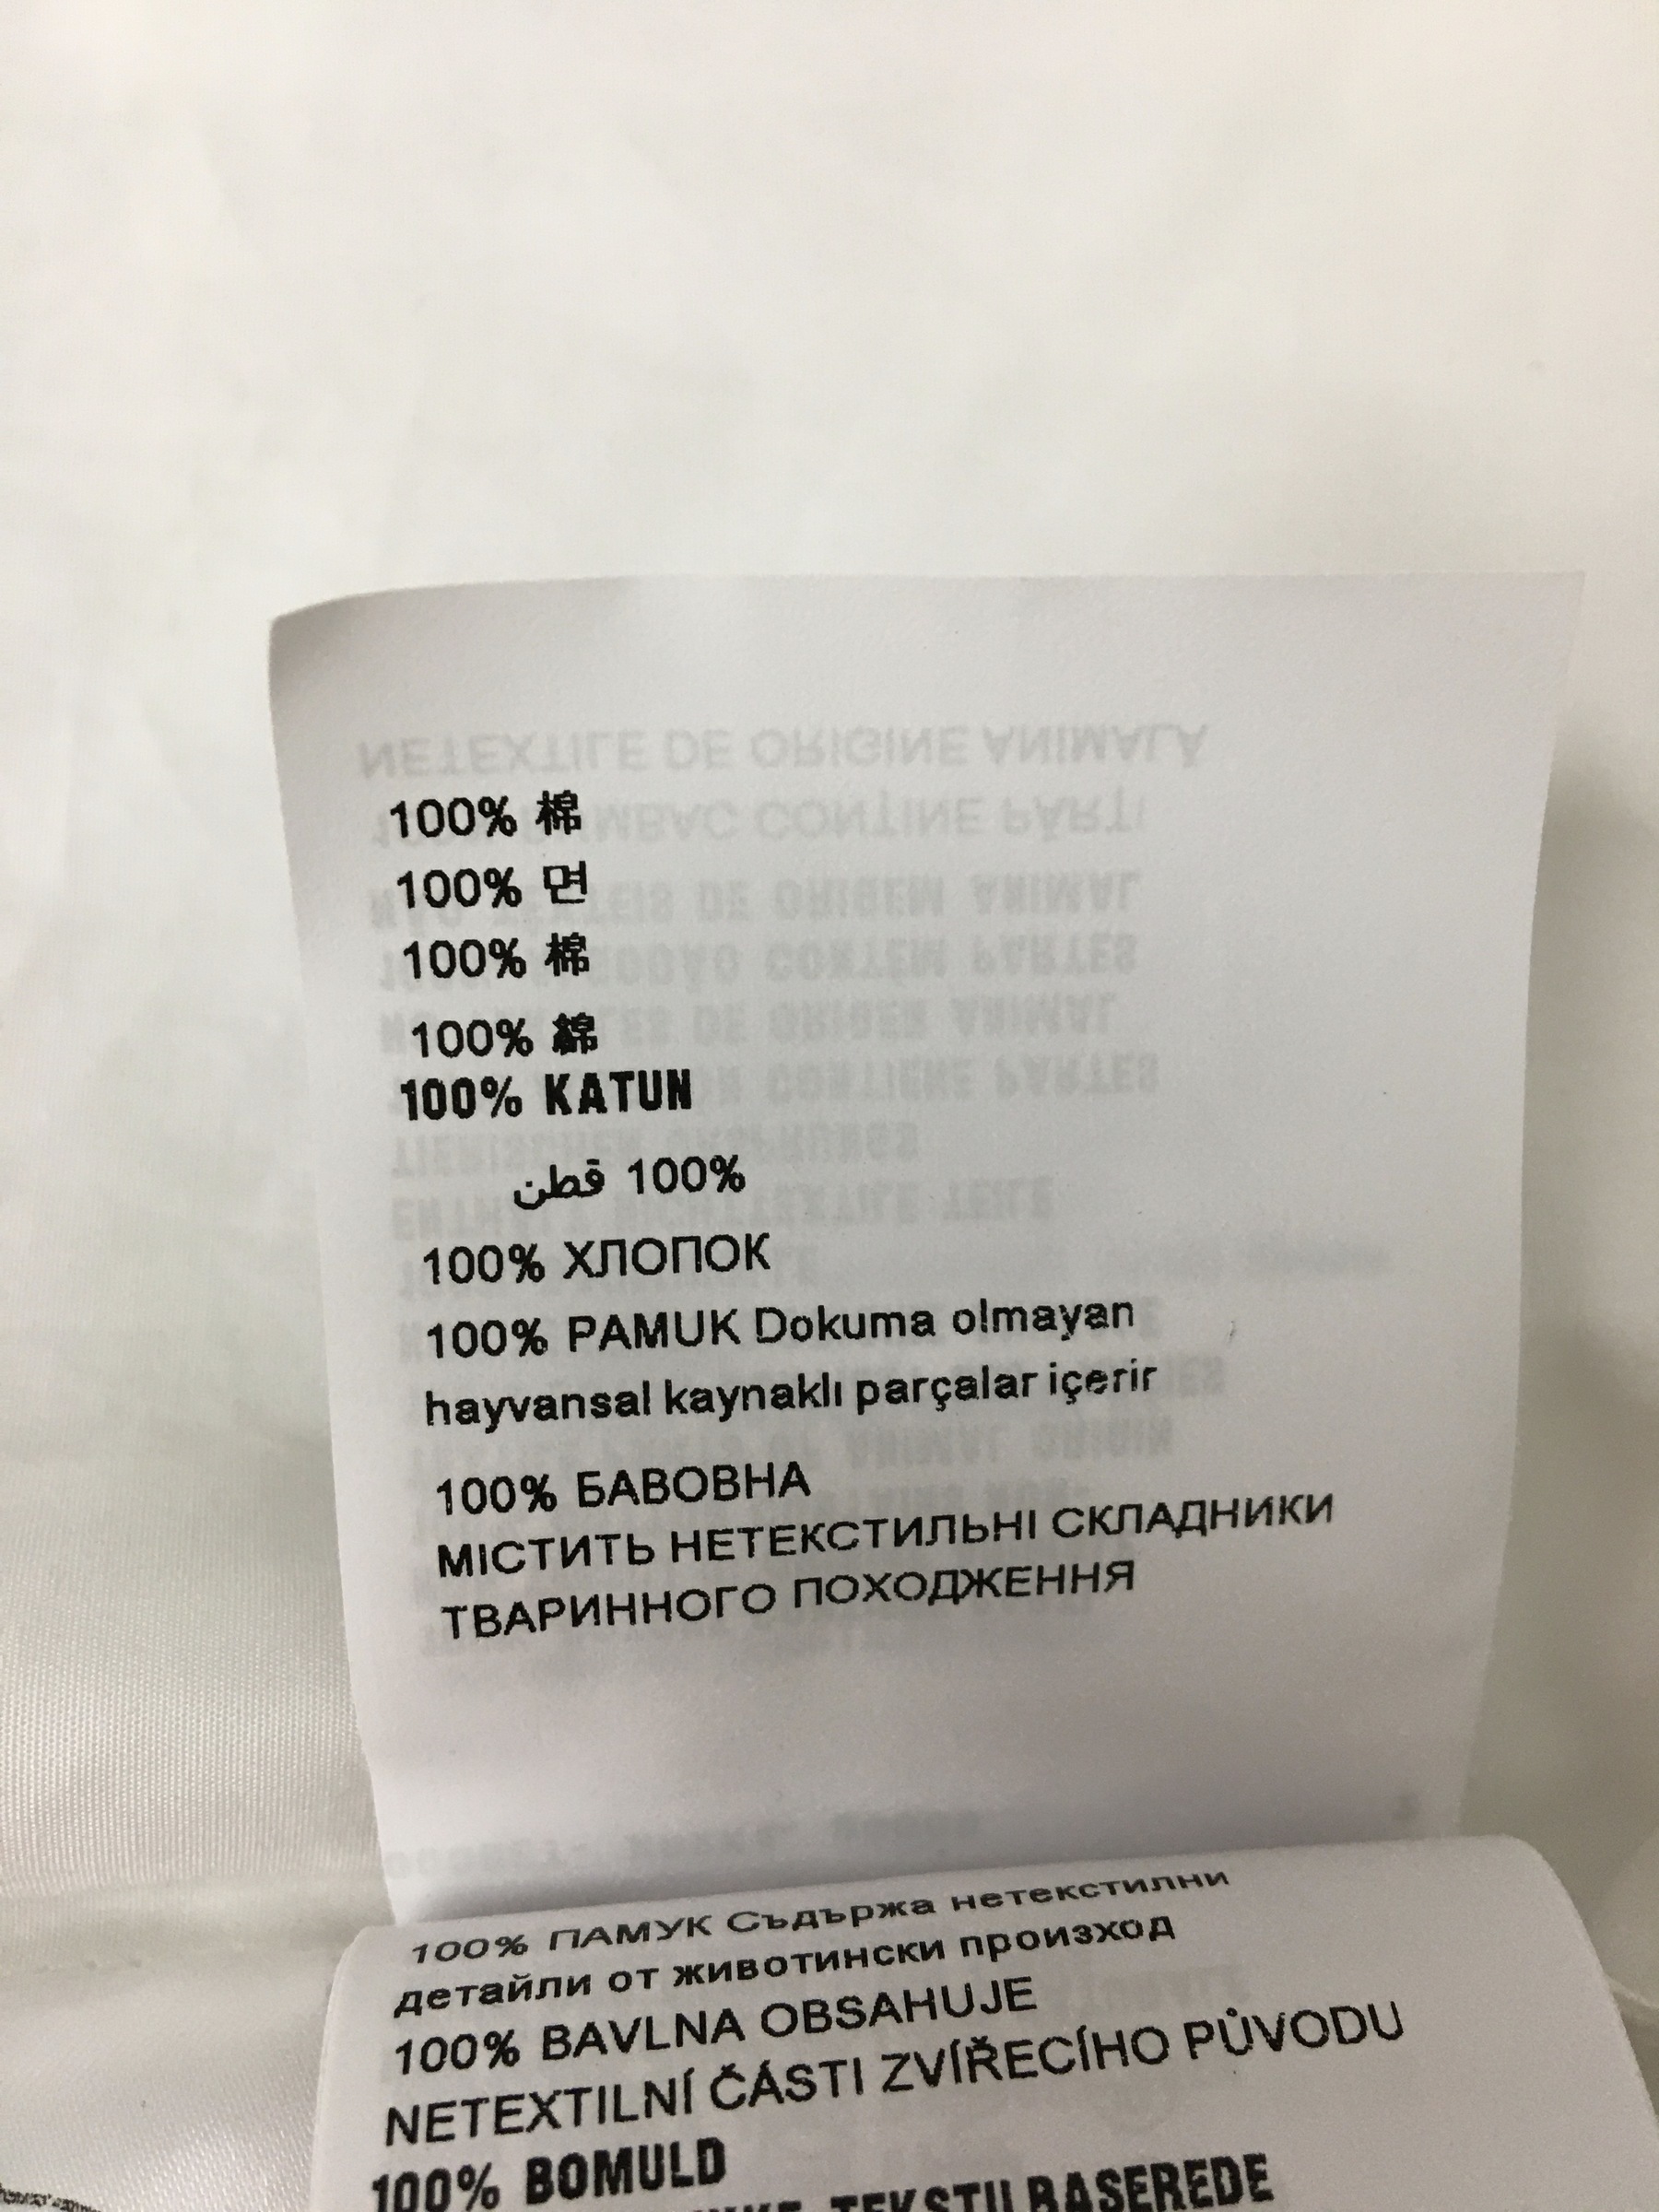 100% 棉
100% 면
100% 棉
100% 綿
100% KATUN
100% قطن
100% ХЛОПОК
100% PAMUK Dokuma olmayan
hayvansal kaynaklı parçalar içerir
100% БАВОВНА
МІСТИТЬ НЕТЕКСТИЛЬНІ СКЛАДНИКИ
ТВАРИННОГО ПОХОДЖЕННЯ
100% ПАМУК Съдържа нетекстилни
детайли от животински произход
100% BAVLNA OBSAHUJE
NETEXTILNÍ ČÁSTI ZVÍŘECÍHO PŮVODU
100% BOMULD
TEKSTILBASEREDE